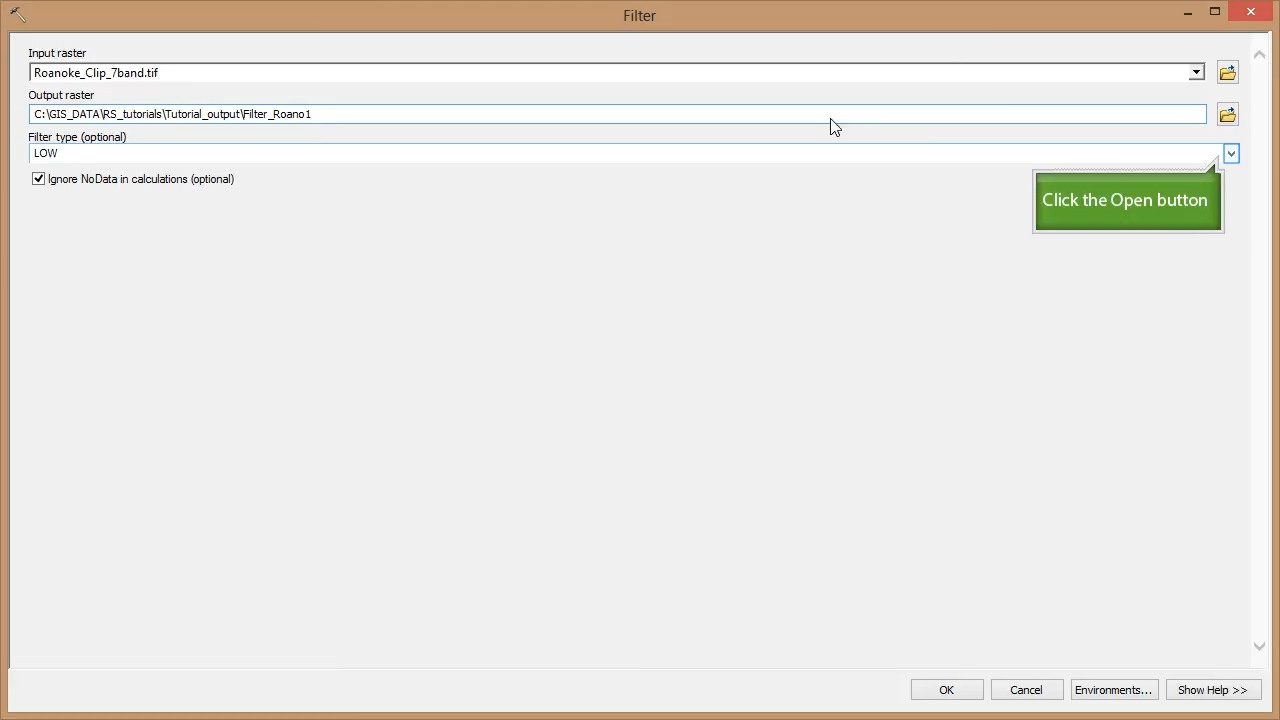 Filter
Input raster
Roanoke_Clip_7band.tif
Output raster
C:\GIS_DATA\RS_tutorials\Tutorial_output\Filter_Roano1
Filter type (optional)
LOW
Ignore NoData in calculations (optional)
Click the Open button
OK
Cancel
Environments...
Show Help >>